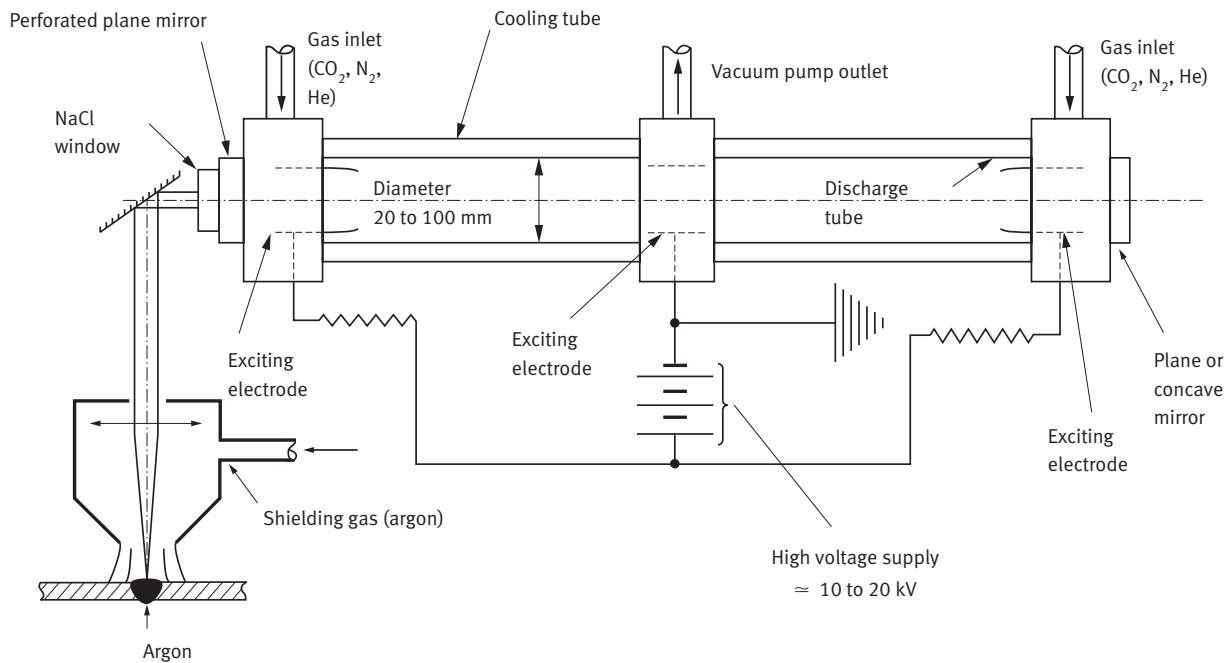 Perforated plane mirror
Cooling tube
Gas inlet
(CO₂, N₂,
He)
Vacuum pump outlet
Gas inlet
(CO₂, N₂, He)
NaCl
window
Diameter
20 to 100 mm
Discharge
tube
Exciting
electrode
Exciting
electrode
Plane or
concave
mirror
Exciting
electrode
Shielding gas (argon)
High voltage supply
≃ 10 to 20 kV
Argon